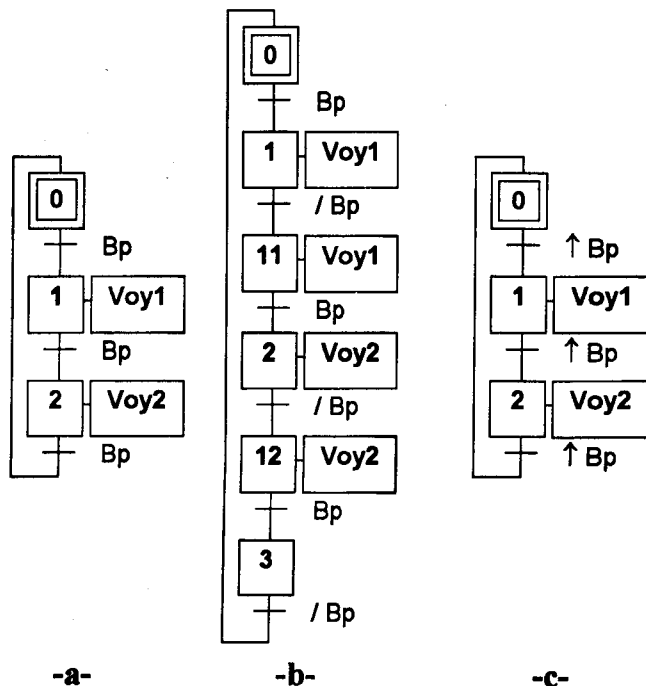 0
Bp
1 Voy1
Bp
2 Voy2
Bp
-a-
0
Bp
1 Voy1
/ Bp
11 Voy1
Bp
2 Voy2
/ Bp
12 Voy2
Bp
3
/ Bp
-b-
0
↑ Bp
1 Voy1
↑ Bp
2 Voy2
↑ Bp
-c-